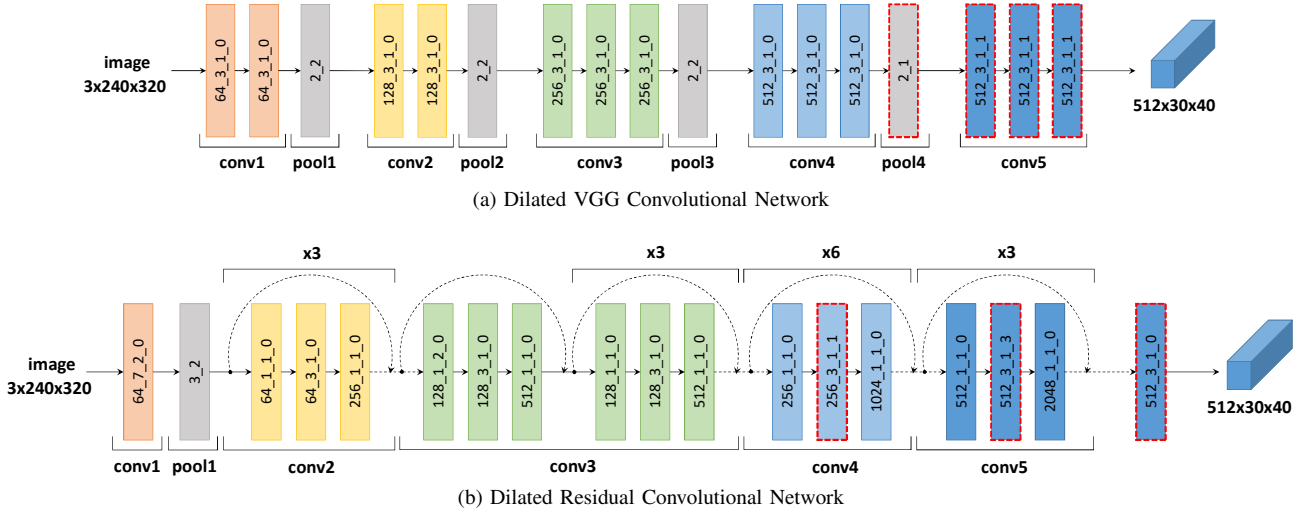 image
3x240x320
64_3_1_0
64_3_1_0
2_2
128_3_1_0
128_3_1_0
2_2
256_3_1_0
256_3_1_0
256_3_1_0
2_2
512_3_1_0
512_3_1_0
512_3_1_0
2_1
512_3_1_1
512_3_1_1
512_3_1_1
512x30x40
conv1
pool1
conv2
pool2
conv3
pool3
conv4
pool4
conv5
(a) Dilated VGG Convolutional Network
x3
x3
x6
x3
image
3x240x320
64_7_2_0
3_2
64_1_1_0
64_3_1_0
256_1_1_0
128_1_2_0
128_3_1_0
512_1_1_0
128_1_1_0
128_3_1_0
512_1_1_0
256_1_1_0
256_3_1_1
1024_1_1_0
512_1_1_0
512_3_1_3
2048_1_1_0
512_3_1_0
512x30x40
conv1
pool1
conv2
conv3
conv4
conv5
(b) Dilated Residual Convolutional Network